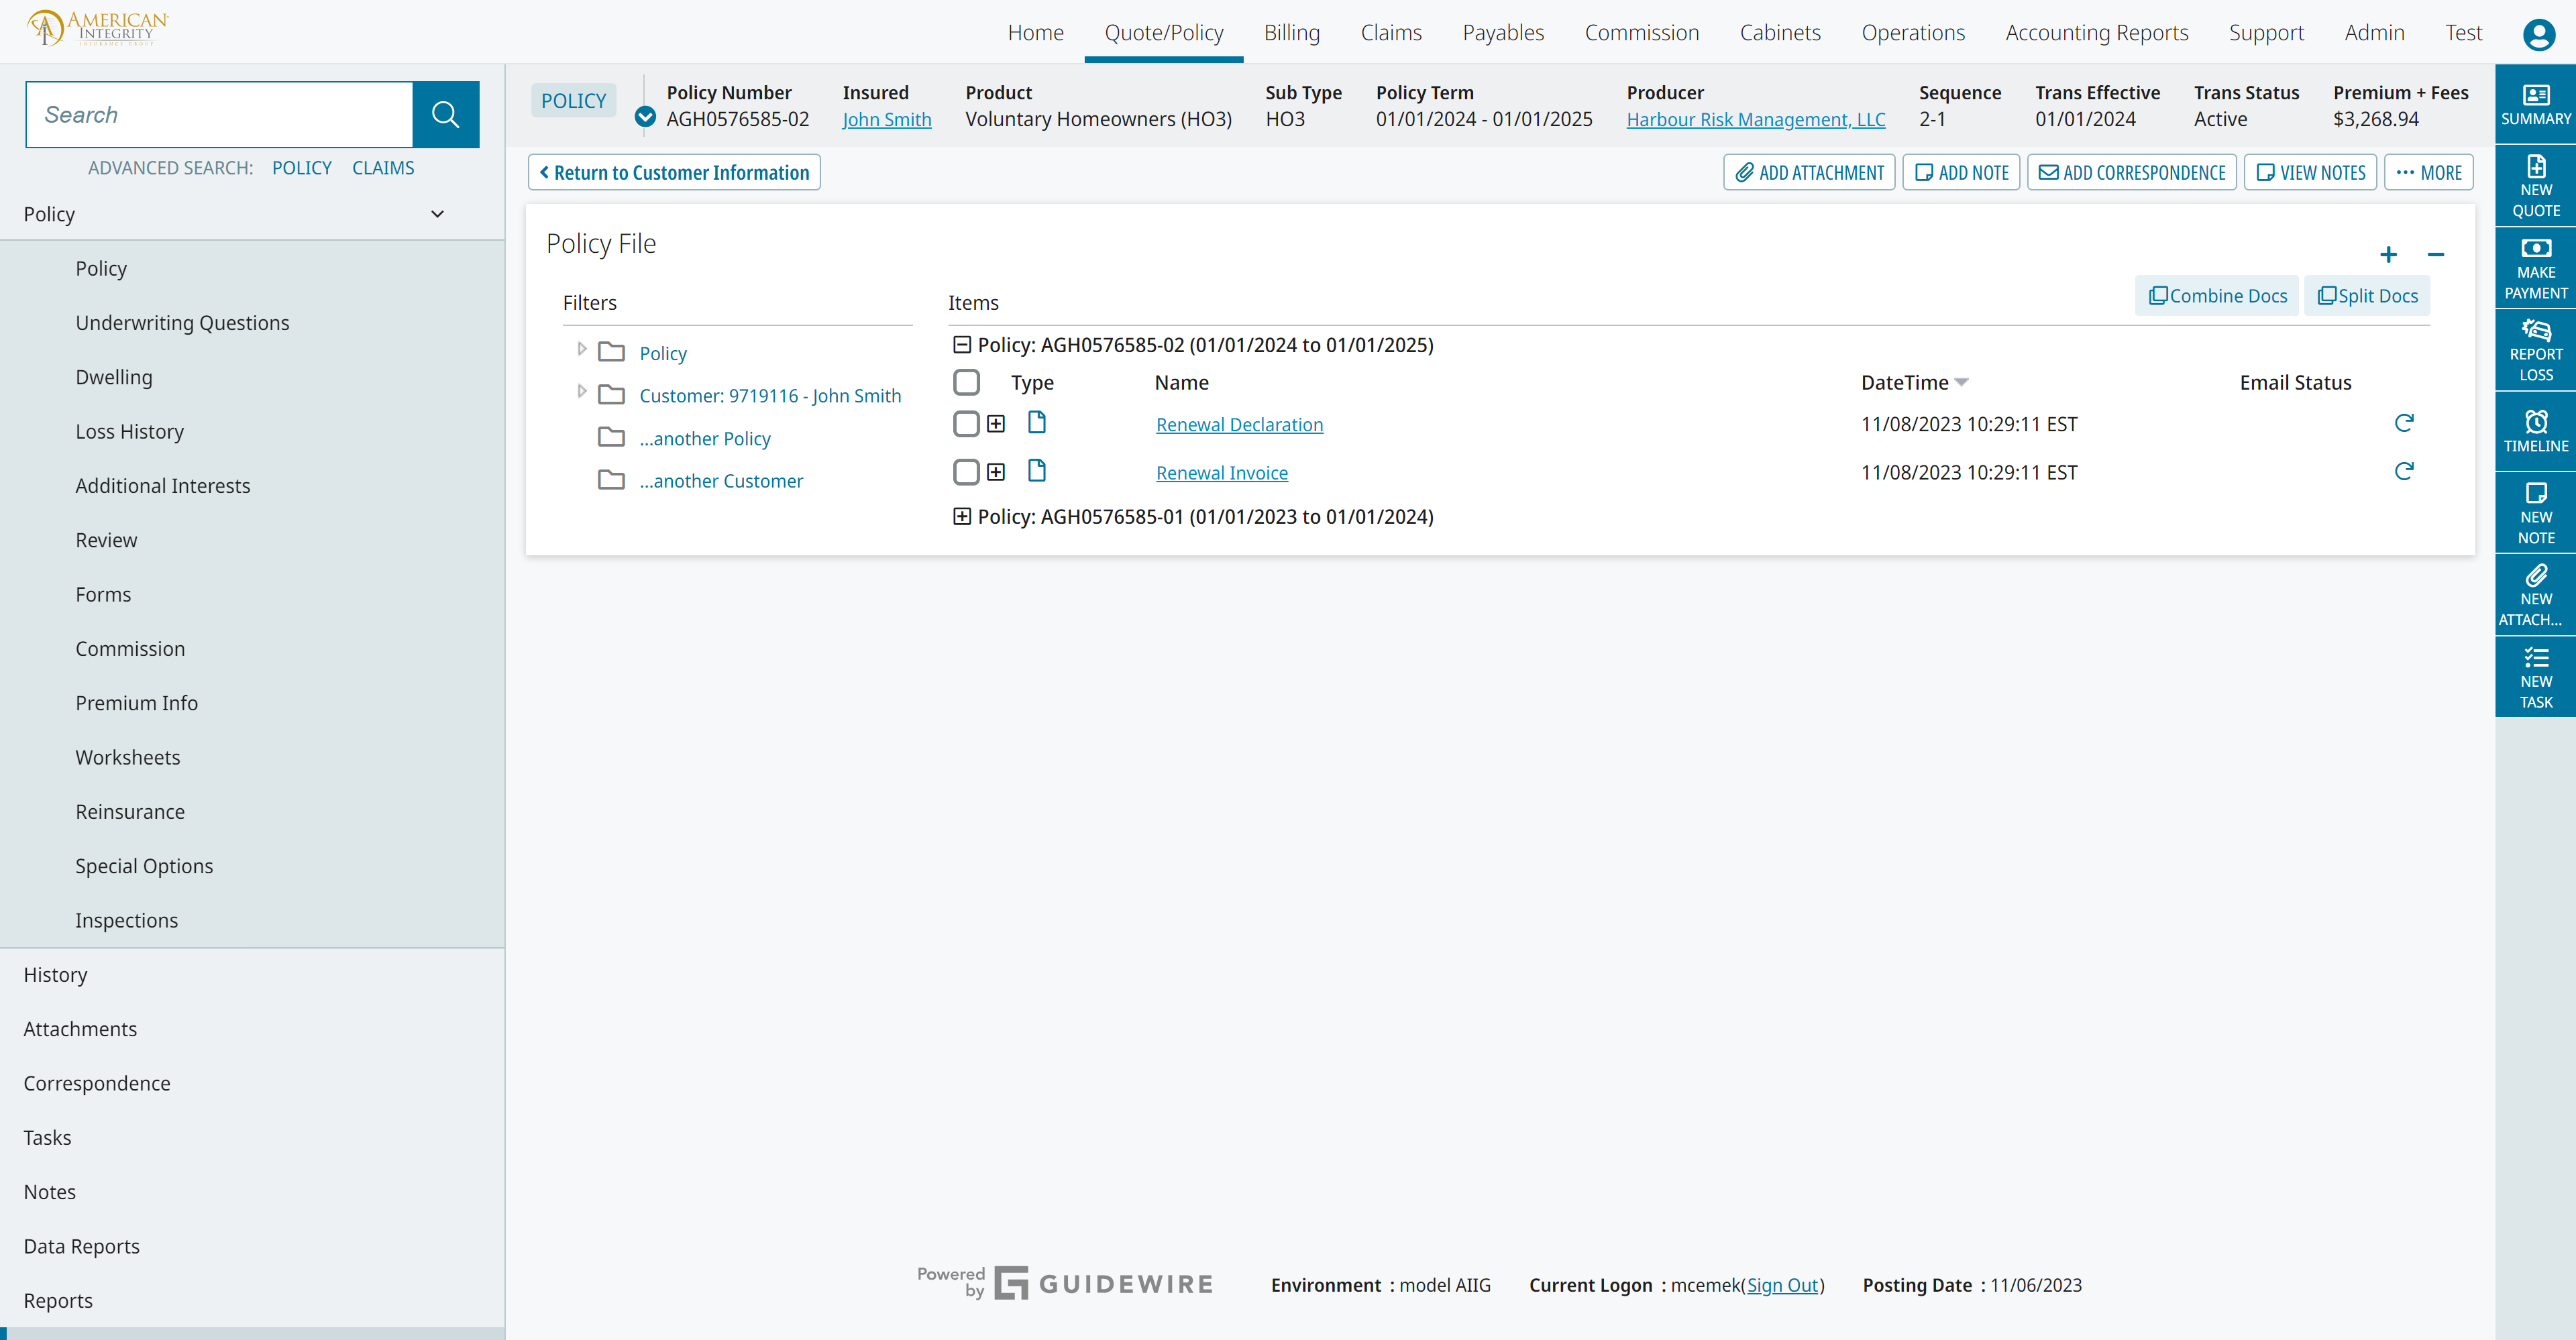 AMERICAN
INTEGRITY
INSURANCE GROUP
Home Quote/Policy Billing Claims Payables Commission Cabinets Operations Accounting Reports Support Admin Test
Search
ADVANCED SEARCH: POLICY CLAIMS
Policy
Policy
Underwriting Questions
Dwelling
Loss History
Additional Interests
Review
Forms
Commission
Premium Info
Worksheets
Reinsurance
Special Options
Inspections
History
Attachments
Correspondence
Tasks
Notes
Data Reports
Reports
POLICY
Policy Number Insured Product Sub Type Policy Term Producer Sequence Trans Effective Trans Status Premium + Fees
AGH0576585-02 John Smith Voluntary Homeowners (HO3) HO3 01/01/2024 - 01/01/2025 Harbour Risk Management, LLC 2-1 01/01/2024 Active $3,268.94
Return to Customer Information ADD ATTACHMENT ADD NOTE ADD CORRESPONDENCE VIEW NOTES ··· MORE
Policy File
Combine Docs Split Docs
Filters
Policy
Customer: 9719116 - John Smith
...another Policy
...another Customer
Items
Policy: AGH0576585-02 (01/01/2024 to 01/01/2025)
Type Name DateTime Email Status
Renewal Declaration 11/08/2023 10:29:11 EST
Renewal Invoice 11/08/2023 10:29:11 EST
Policy: AGH0576585-01 (01/01/2023 to 01/01/2024)
SUMMARY
NEW
QUOTE
MAKE
PAYMENT
REPORT
LOSS
TIMELINE
NEW
NOTE
NEW
ATTACH...
NEW
TASK
Powered
by
GUIDEWIRE
Environment : model AIIG Current Logon : mcemek(Sign Out) Posting Date : 11/06/2023